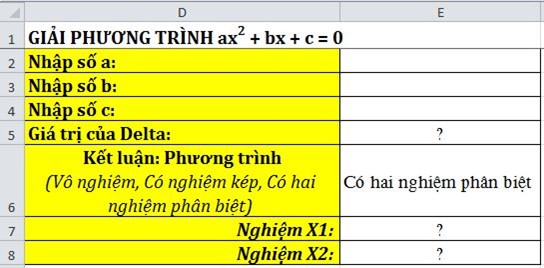 D E
1 GIẢI PHƯƠNG TRÌNH ax² + bx + c = 0
2 Nhập số a:
3 Nhập số b:
4 Nhập số c:
5 Giá trị của Delta: ?
Kết luận: Phương trình
(Vô nghiệm, Có nghiệm kép, Có hai Có hai nghiệm phân biệt
6 nghiệm phân biệt)
7 Nghiệm X1: ?
8 Nghiệm X2: ?